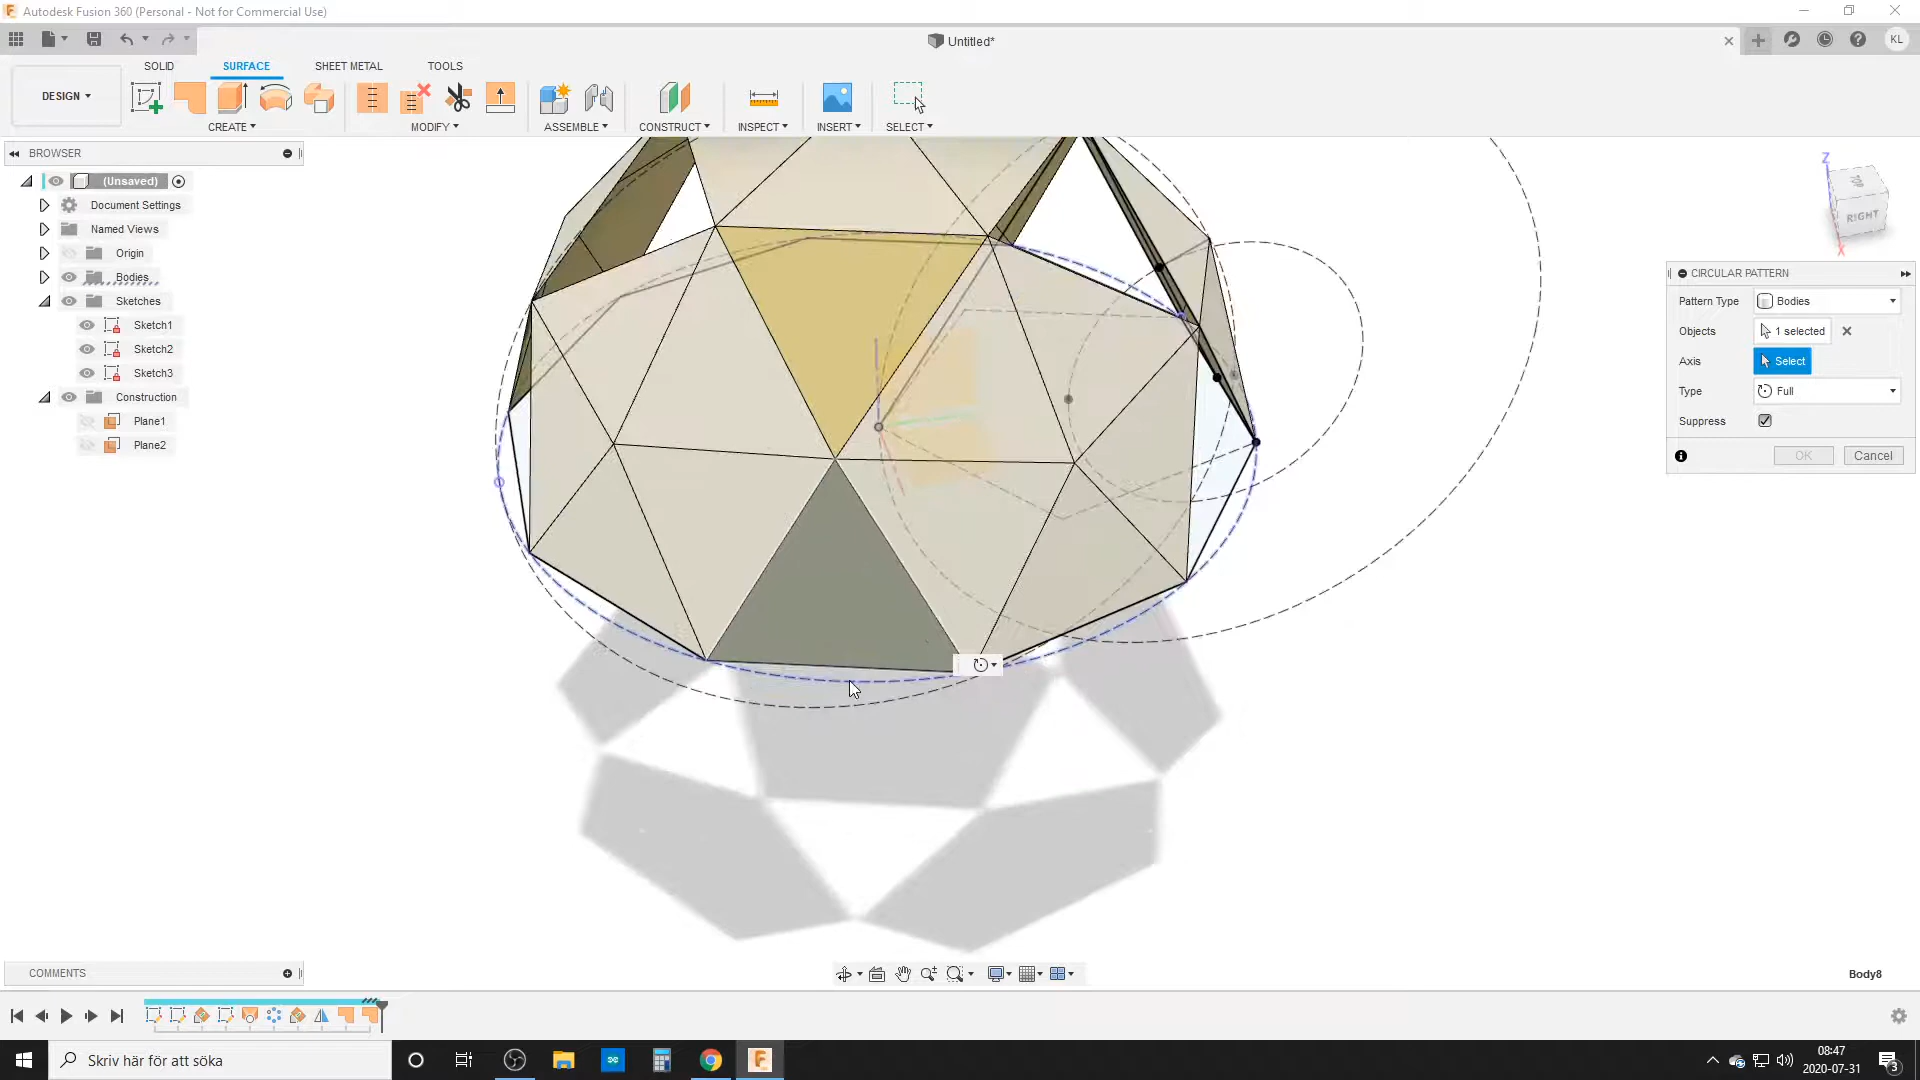 Autodesk Fusion 360 (Personal - Not for Commercial Use)
Untitled*
KL
SOLID
SURFACE
SHEET METAL
TOOLS
DESIGN
CREATE
MODIFY
ASSEMBLE
CONSTRUCT
INSPECT
INSERT
SELECT
BROWSER
(Unsaved)
Document Settings
Named Views
Origin
Bodies
Sketches
Sketch1
Sketch2
Sketch3
Construction
Plane1
Plane2
Z
TOP
RIGHT
X
CIRCULAR PATTERN
Pattern Type Bodies
Objects 1 selected
Axis Select
Type Full
Suppress
OK Cancel
COMMENTS
Body8
Skriv här för att söka
08:47
2020-07-31
3